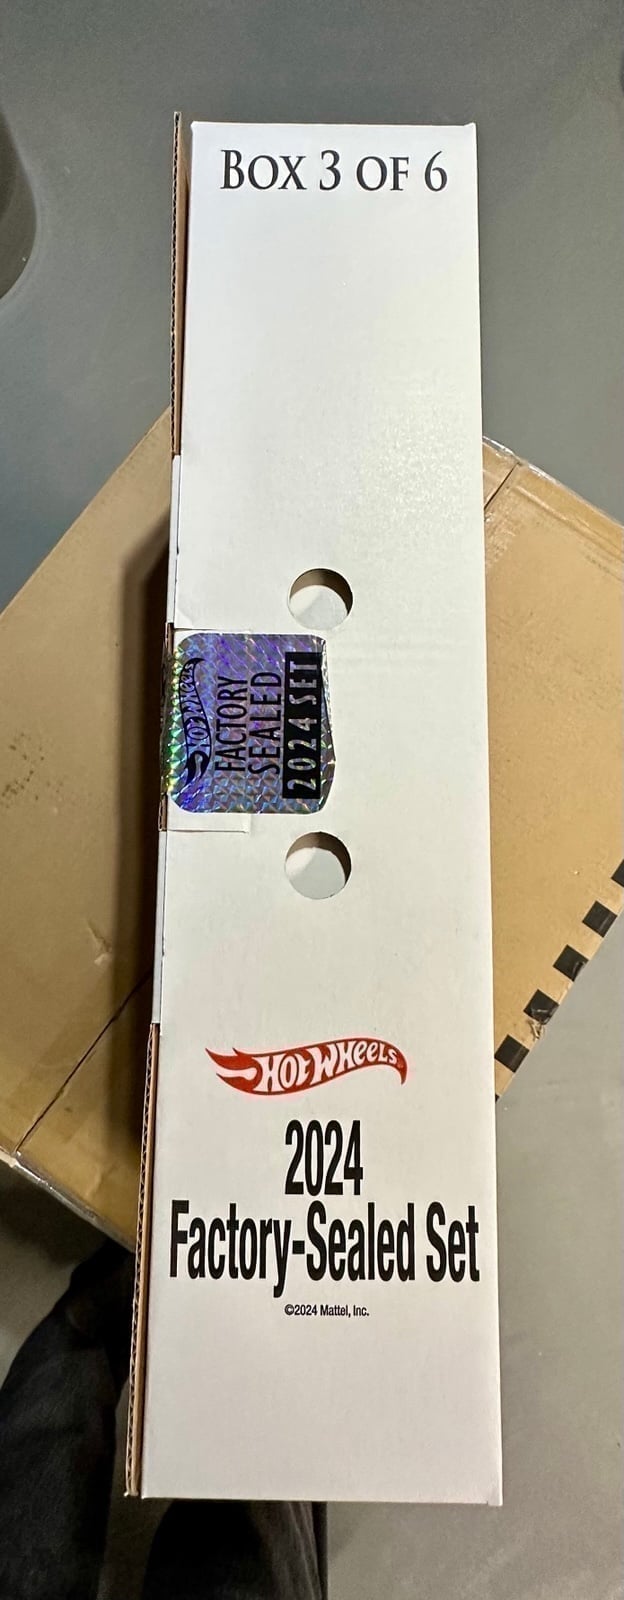 BOX 3 OF 6
HOT WHEELS
FACTORY
SEALED
2024 SET
HOT WHEELS
2024
Factory-Sealed Set
©2024 Mattel, Inc.